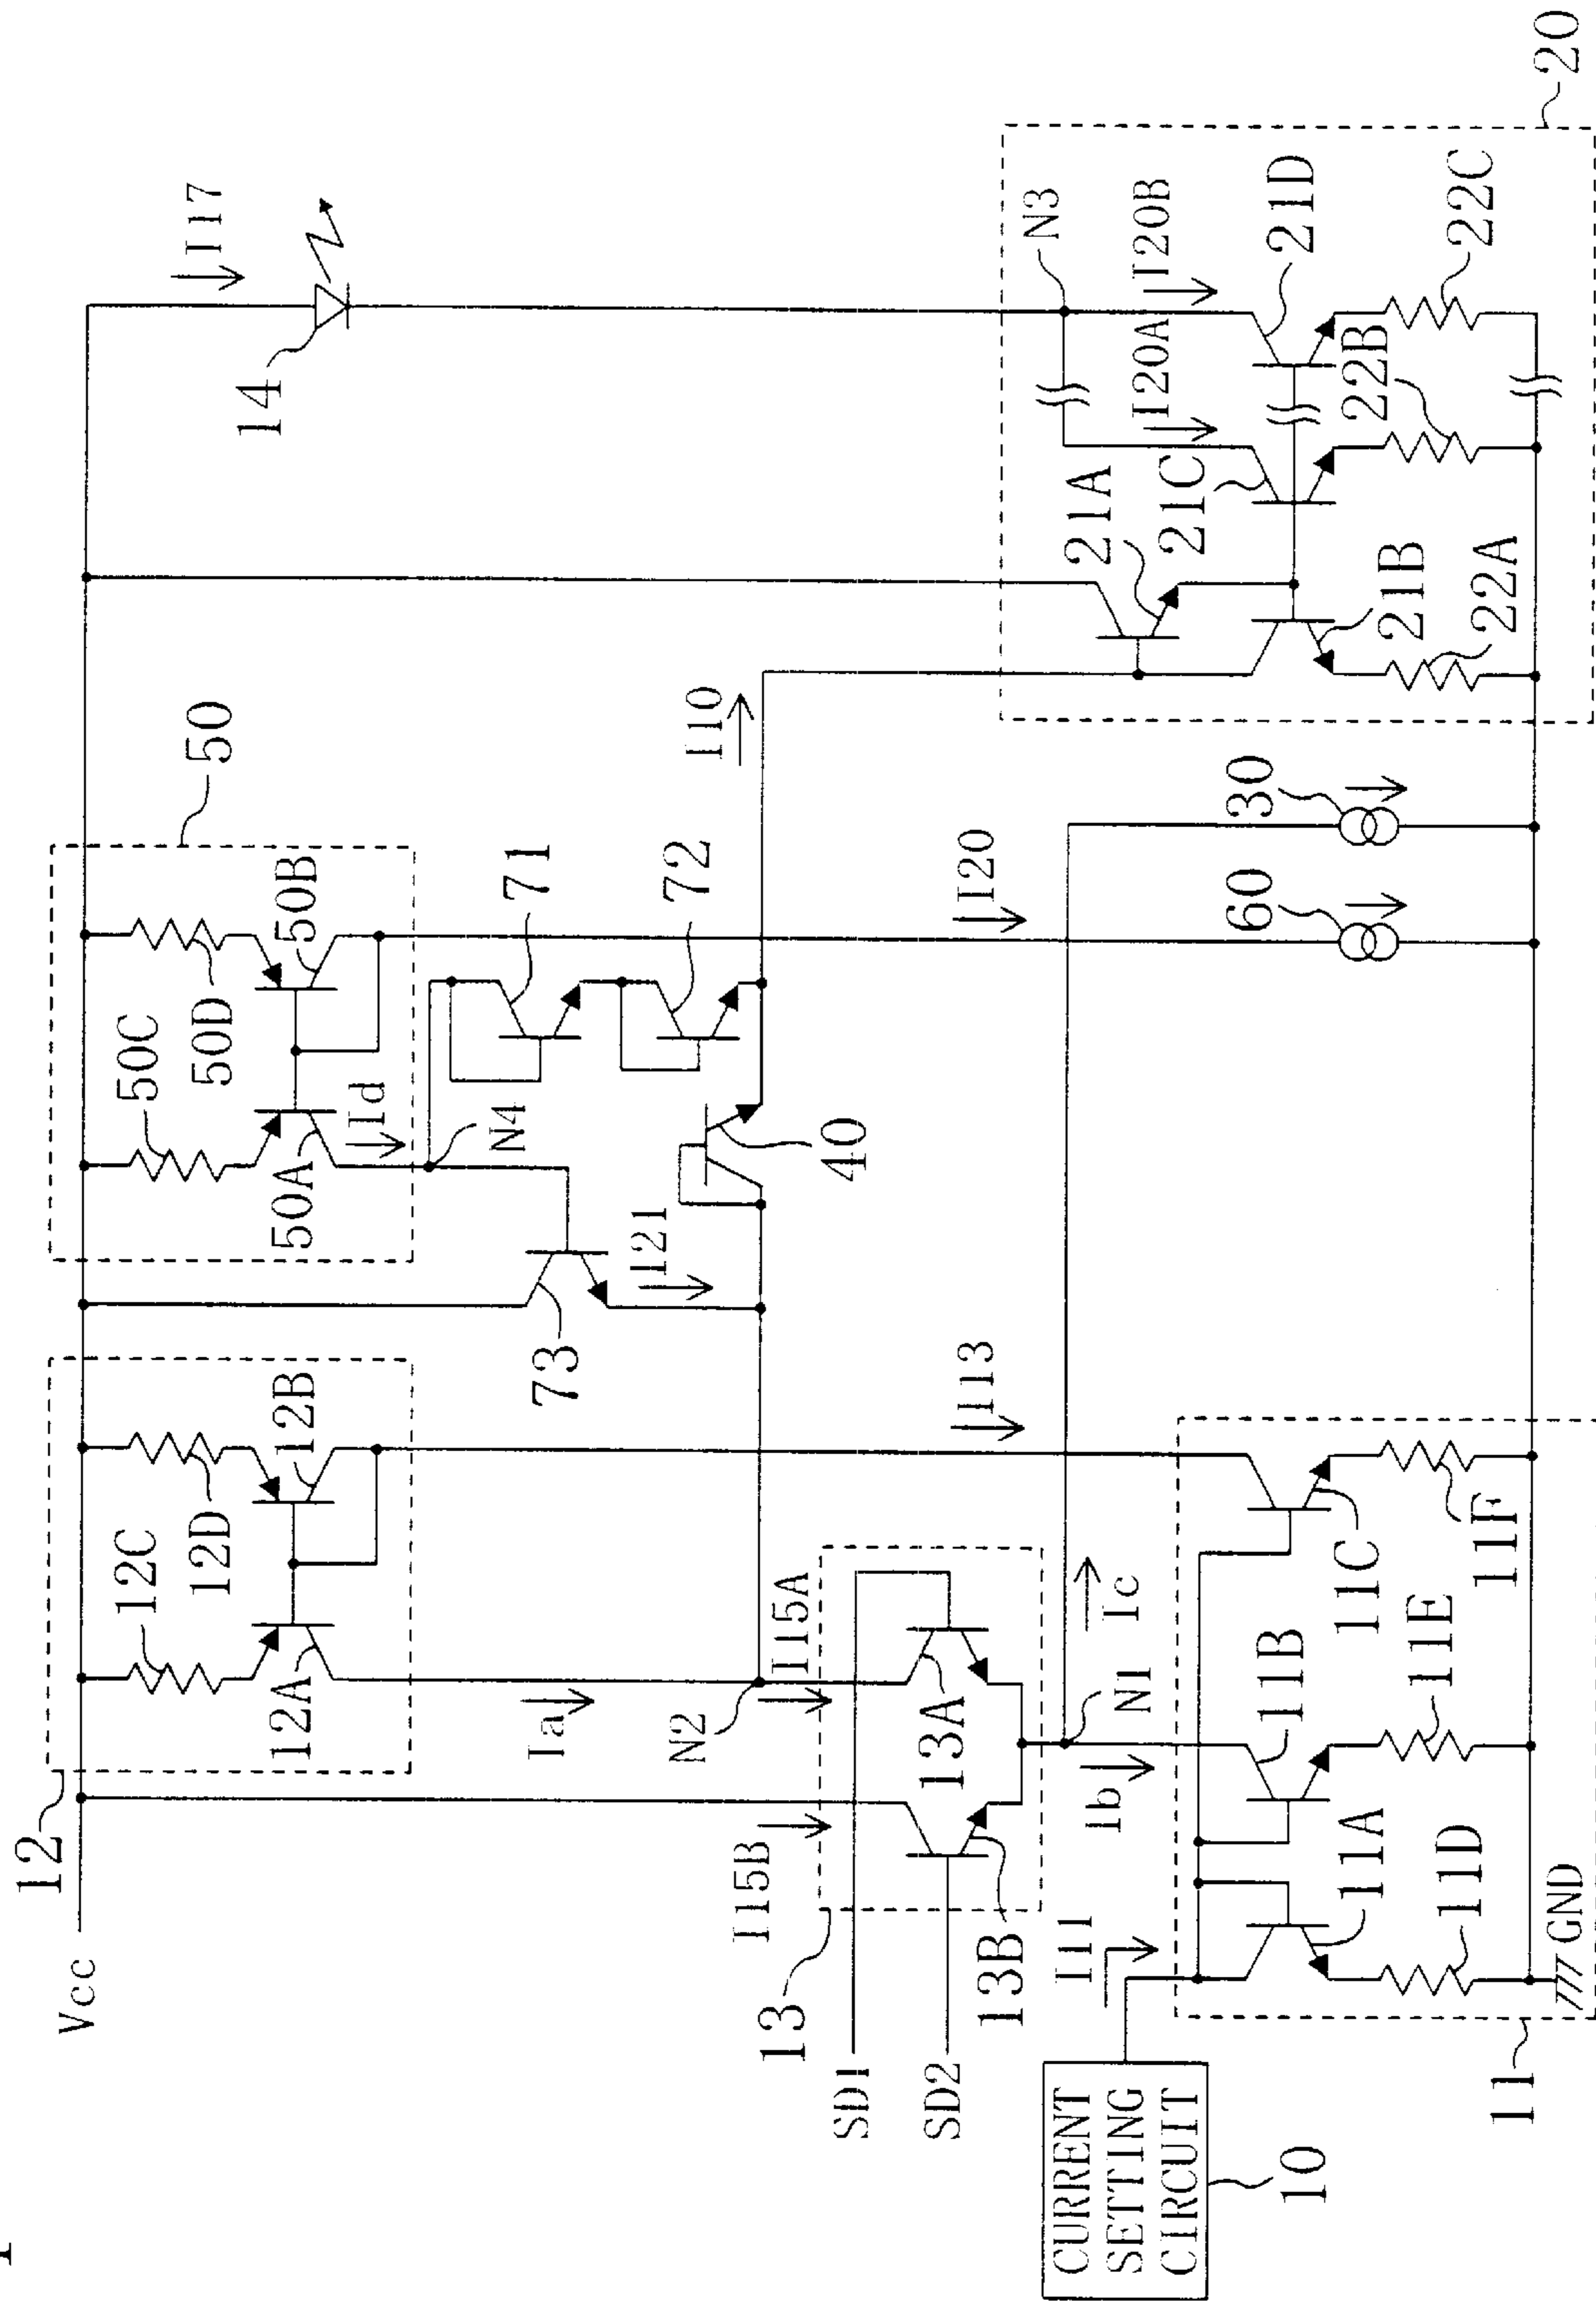 Vcc
12
12C
12D
12A
12B
73
50
50C
50D
50A
50B
Id
N4
71
72
I21
40
I10
14
I17
Ia
N2
I15A
I15B
13
13A
13B
SD1
SD2
I13
I20
60
30
N1
Ib
Ic
I11
CURRENT
SETTING
CIRCUIT
10
11
11A
11B
11C
11D
11E
11F
GND
20
N3
I20A
I20B
21A
21B
21C
21D
22A
22B
22C